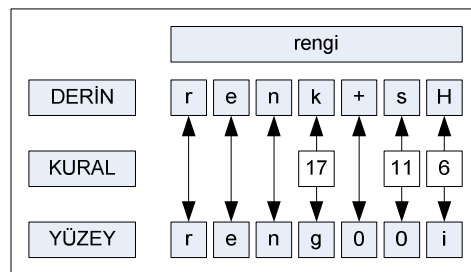 rengi
DERİN r e n k + s H
KURAL 17 11 6
YÜZEY r e n g 0 0 i